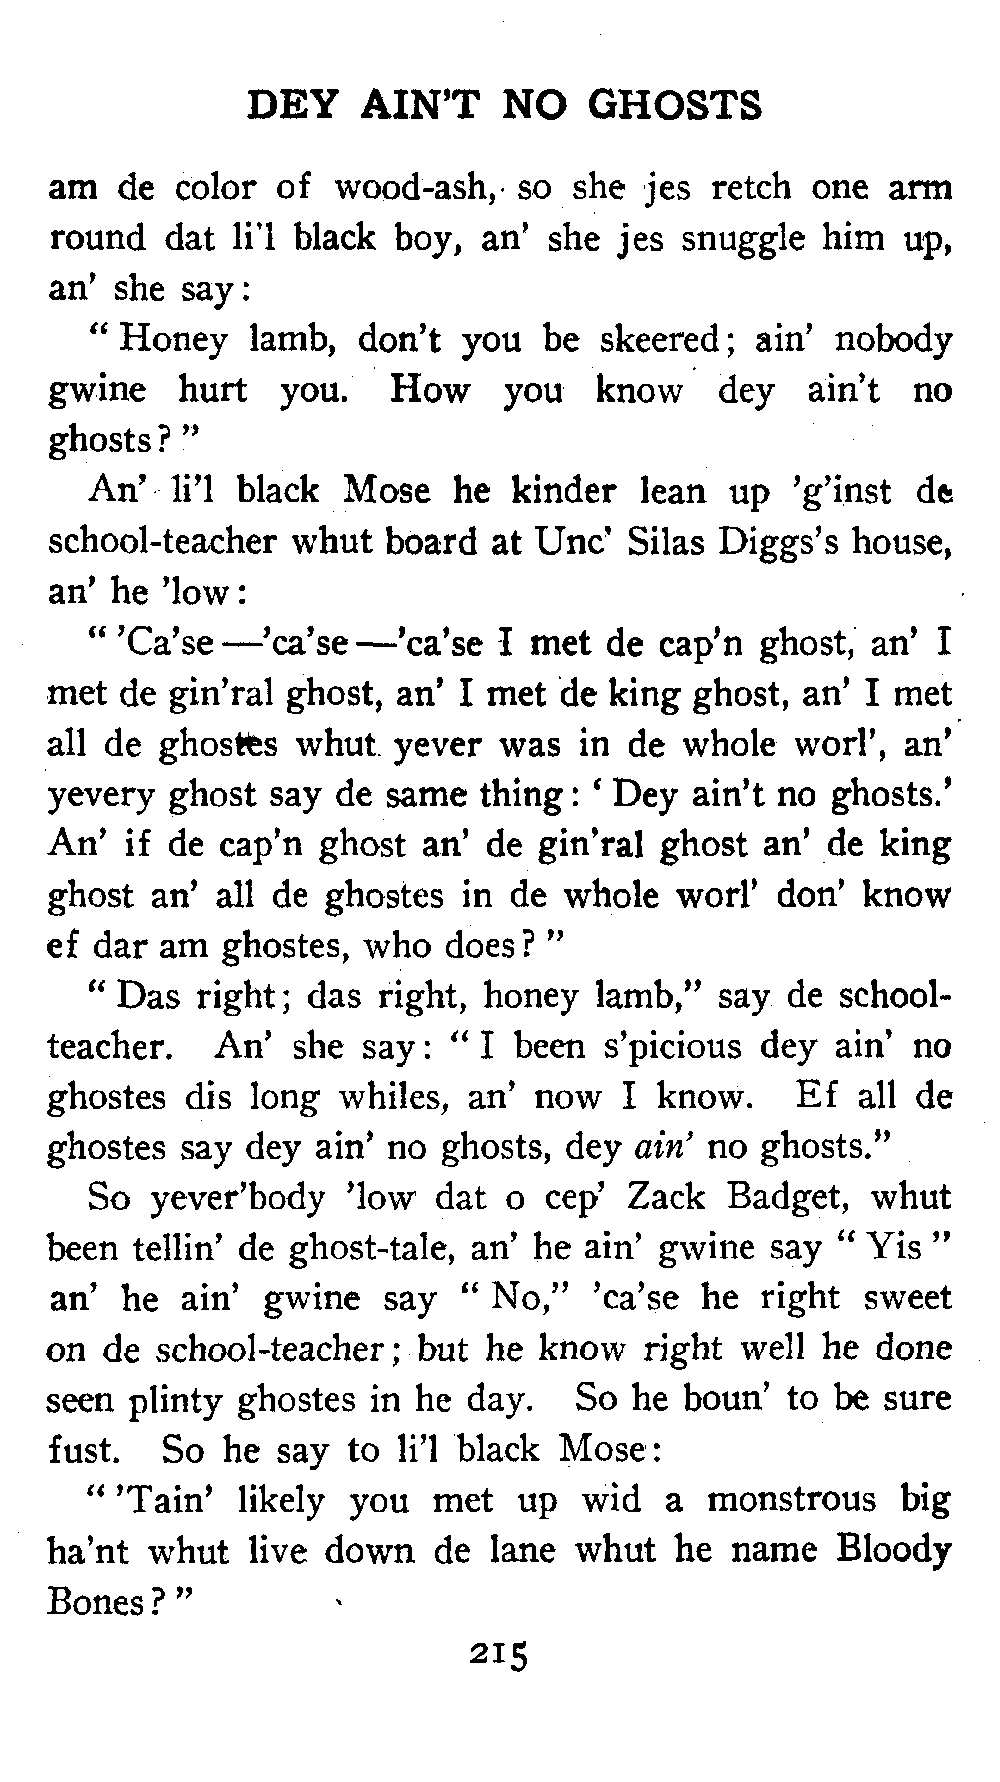 DEY AIN'T NO GHOSTS
am de color of wood-ash, so she jes retch one arm
round dat li'l black boy, an' she jes snuggle him up,
an' she say:
" Honey lamb, don't you be skeered; ain' nobody
gwine hurt you. How you know dey ain't no
ghosts? "
An' li'l black Mose he kinder lean up 'g'inst de
school-teacher whut board at Unc' Silas Diggs's house,
an' he 'low:
" 'Ca'se—'ca'se—'ca'se I met de cap'n ghost, an' I
met de gin'ral ghost, an' I met de king ghost, an' I met
all de ghostes whut yever was in de whole worl', an'
yevery ghost say de same thing: ' Dey ain't no ghosts.'
An' if de cap'n ghost an' de gin'ral ghost an' de king
ghost an' all de ghostes in de whole worl' don' know
ef dar am ghostes, who does? "
" Das right; das right, honey lamb," say de school-
teacher. An' she say: " I been s'picious dey ain' no
ghostes dis long whiles, an' now I know. Ef all de
ghostes say dey ain' no ghosts, dey ain' no ghosts."
So yever'body 'low dat o cep' Zack Badget, whut
been tellin' de ghost-tale, an' he ain' gwine say " Yis "
an' he ain' gwine say " No," 'ca'se he right sweet
on de school-teacher; but he know right well he done
seen plinty ghostes in he day. So he boun' to be sure
fust. So he say to li'l black Mose:
" 'Tain' likely you met up wid a monstrous big
ha'nt whut live down de lane whut he name Bloody
Bones? "
215